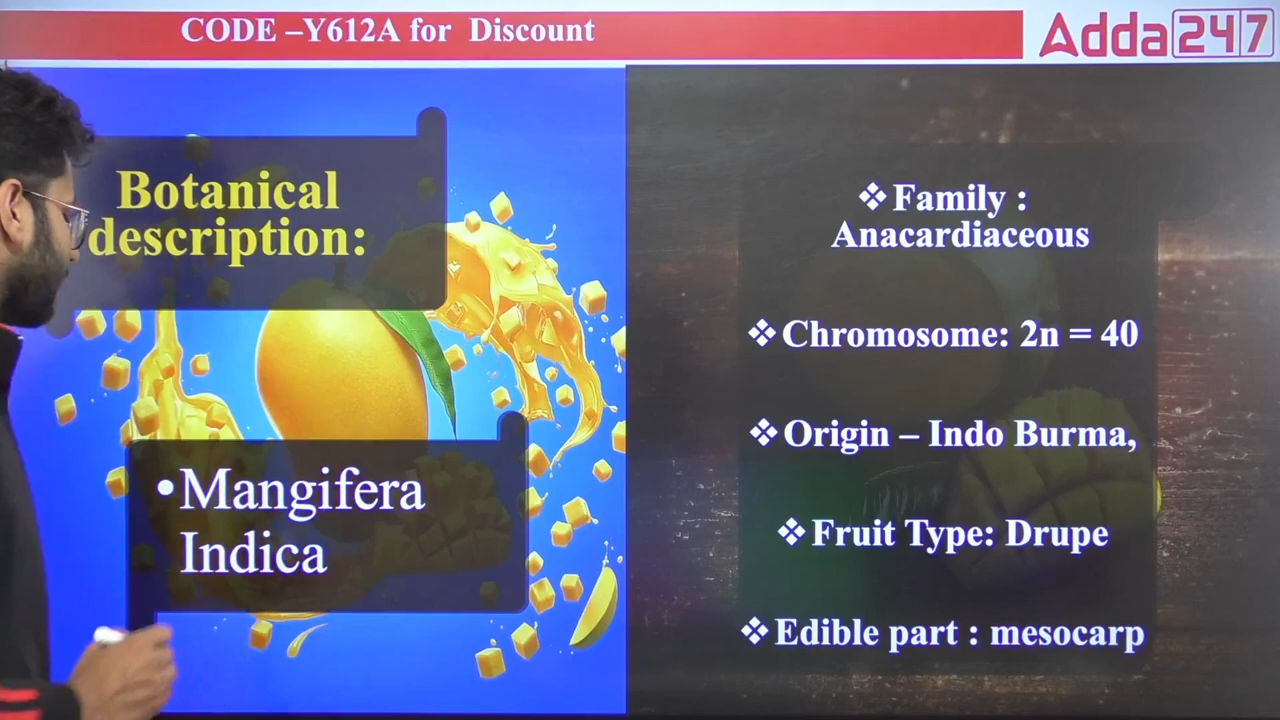 CODE –Y612A for Discount
Adda247
Botanical
description:
•Mangifera
Indica
❖Family :
Anacardiaceous
❖Chromosome: 2n = 40
❖Origin – Indo Burma,
❖Fruit Type: Drupe
❖Edible part : mesocarp